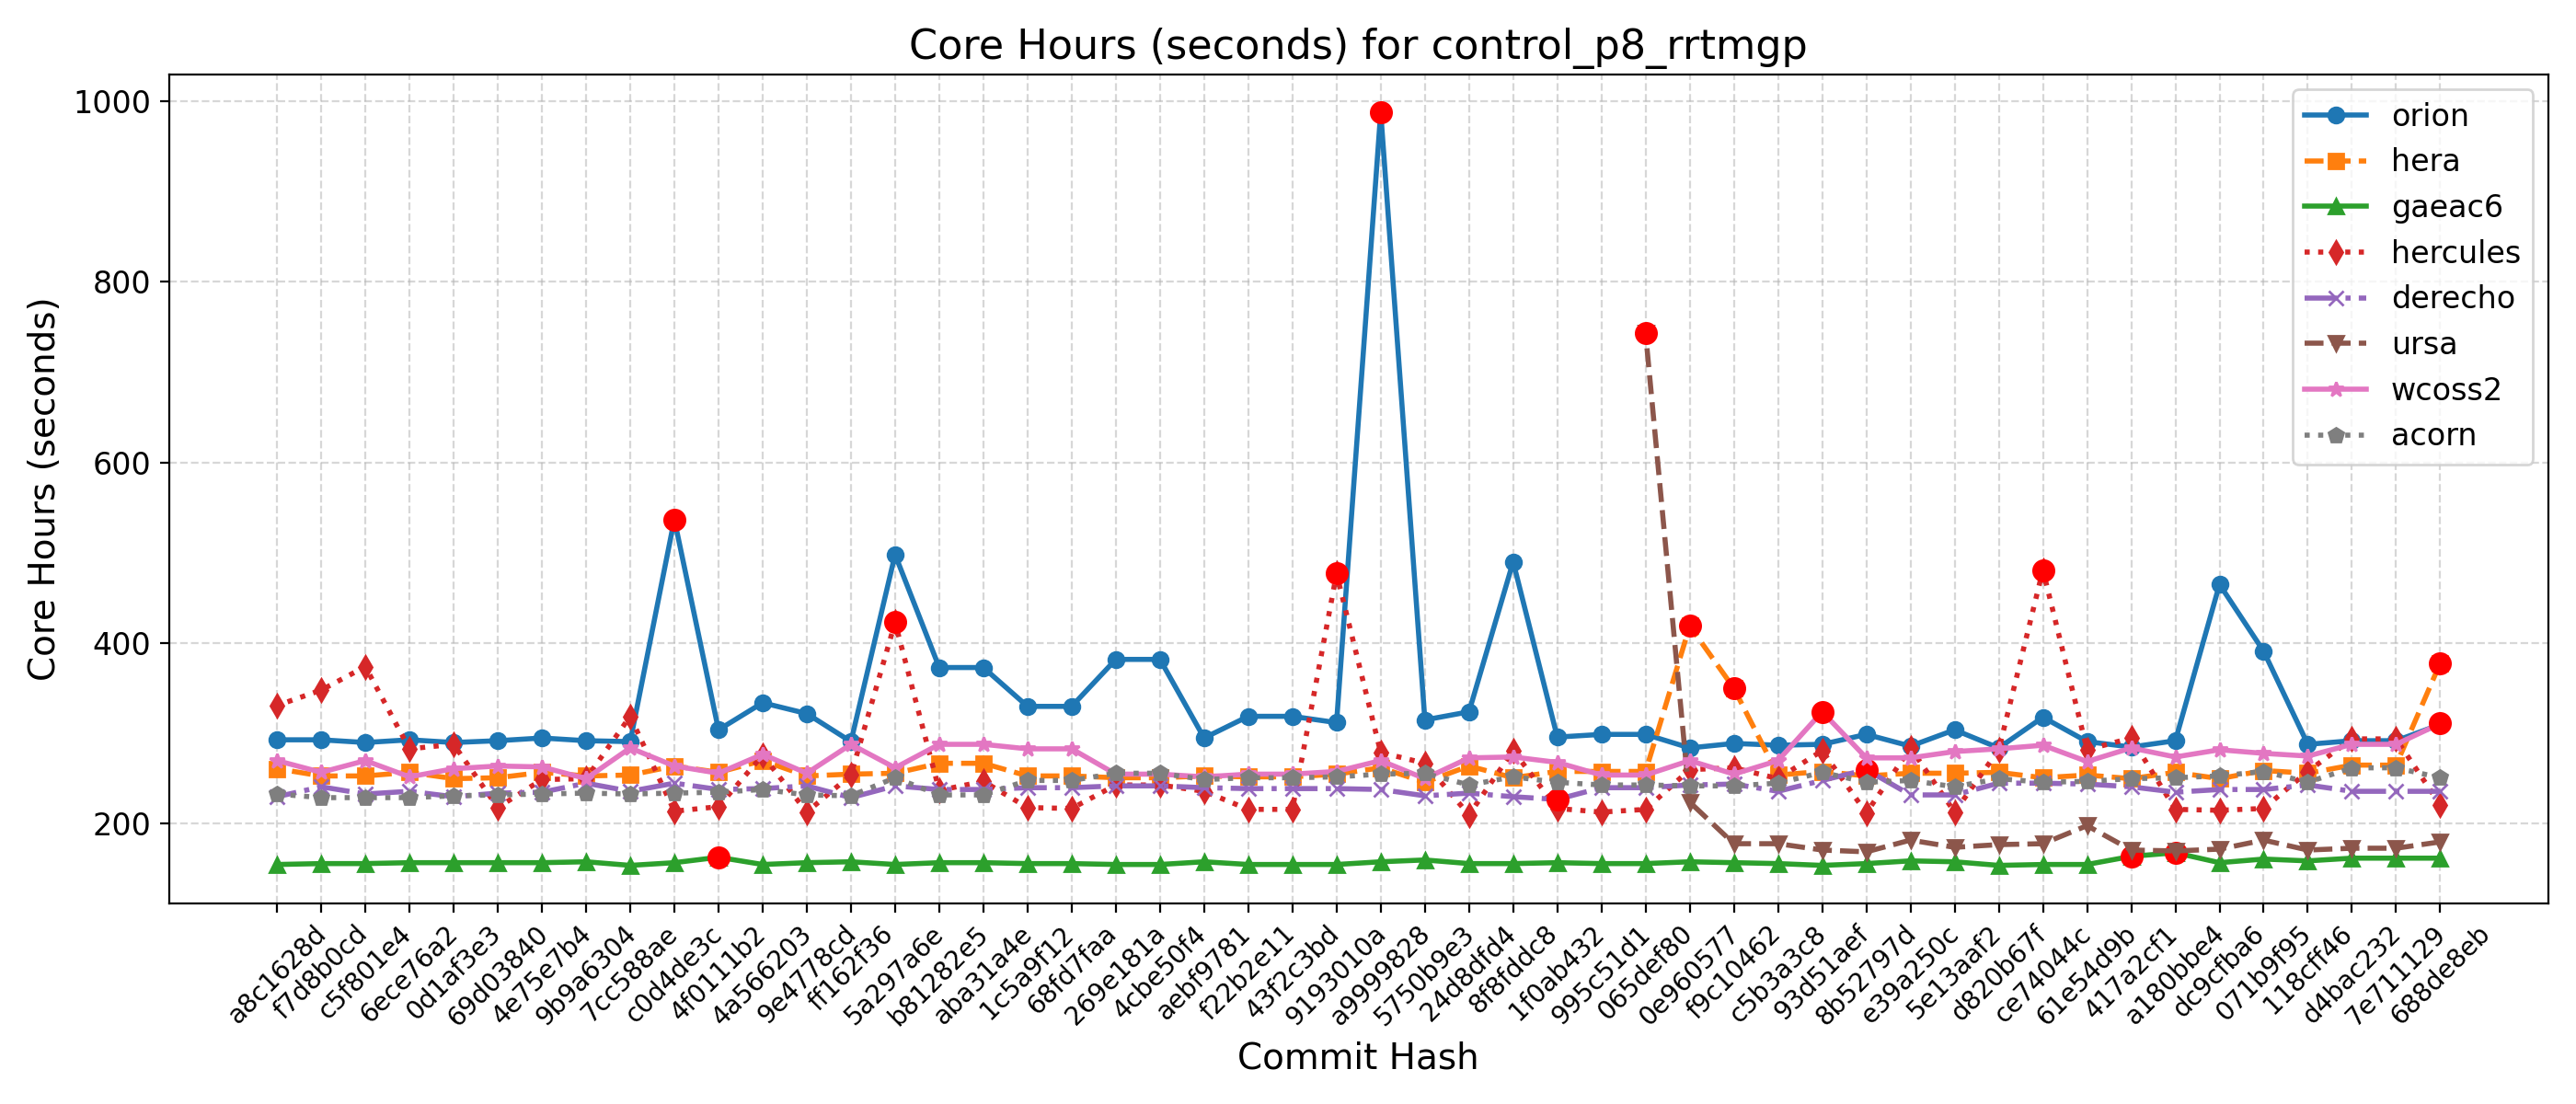 Core Hours (seconds) for control_p8_rrtmgp
Core Hours (seconds)
1000
800
600
400
200
orion
hera
gaeac6
hercules
derecho
ursa
wcoss2
acorn
a8c1628d
f7d8b0cd
c5f801e4
6ece76a2
0d1af3e3
69d03840
4e75e7b4
9b9a6304
7cc588ae
c0d4de3c
4f0111b2
4a566203
9e4778cd
ff162f36
5a297a6e
b81282e5
aba31a4e
1c5a9f12
68fd7faa
269e181a
4cbe50f4
aebf9781
f22b2e11
43f2c3bd
9193010a
a9999828
5750b9e3
24d8dfd4
8f8fddc8
1f0ab432
995c51d1
065def80
0e960577
f9c10462
c5b3a3c8
93d51aef
8b52797d
e39a250c
5e13aaf2
d820b67f
ce74044c
61e54d9b
417a2cf1
a180bbe4
dc9cfba6
071b9f95
118cff46
d4bac232
7e711129
688de8eb
Commit Hash